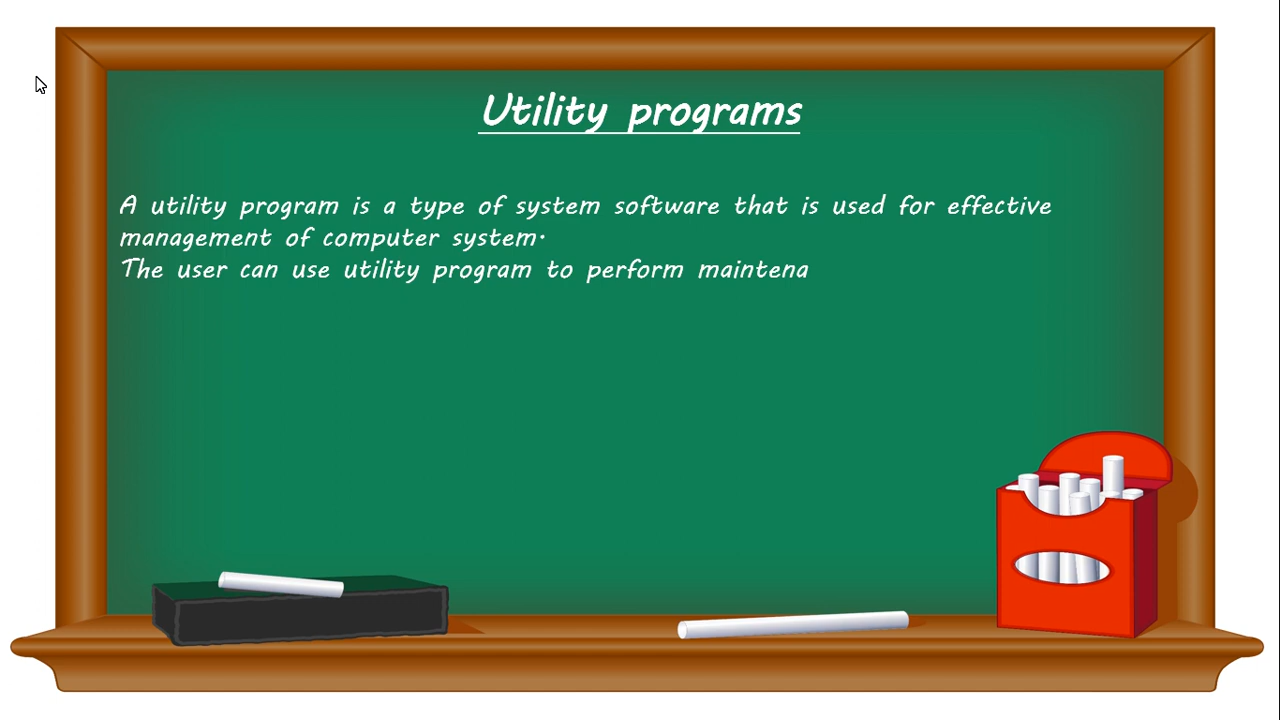 Utility programs
A utility program is a type of system software that is used for effective
management of computer system.
The user can use utility program to perform maintena